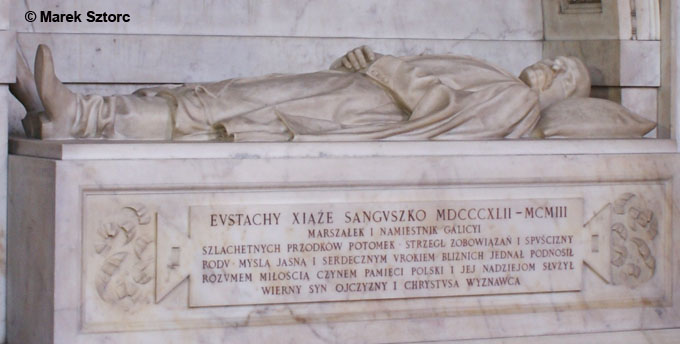 © Marek Sztorc
EVSTACHY XIĄŻE SANGVSZKO MDCCCXLII – MCMIII
MARSZAŁEK I NAMIESTNIK GALICYI
SZLACHETNYCH PRZODKÓW POTOMEK · STRZEGŁ ZOBOWIĄZAŃ I SPVŚCIZNY
RODV · MYŚLĄ JASNĄ I SERDECZNYM VROKIEM BLIŹNICH JEDNAŁ PODNOSIŁ
ROZVMEM MIŁOŚCIĄ CZYNEM PAMIĘCI POLSKI I JEJ NADZIEJOM SŁVŻYŁ
WIERNY SYN OJCZYZNY I CHRYSTVSA WYZNAWCA